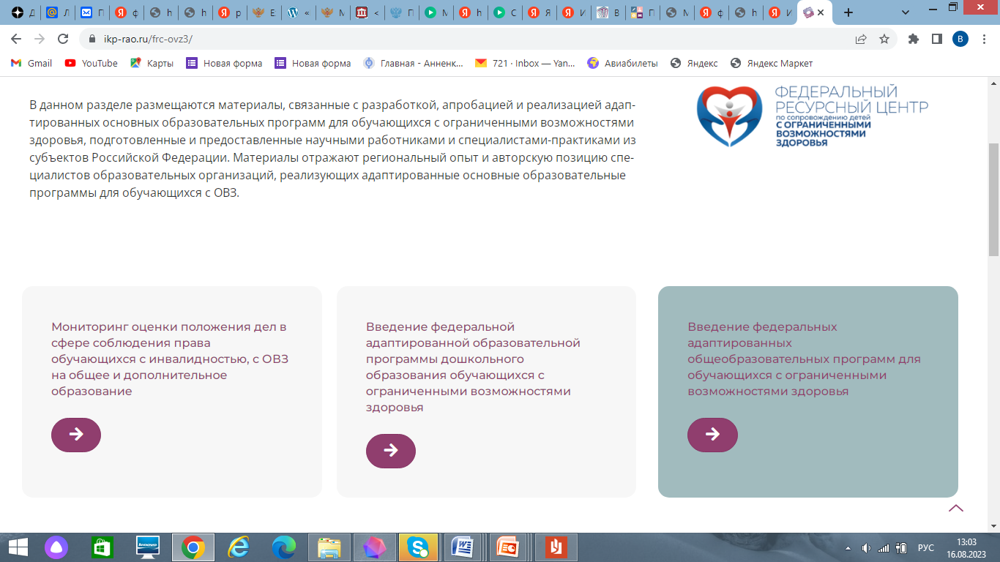 Д
Л
П
ф
h
h
р
Е
«
М
«
П
М
h
С
Я
И
В
П
М
ф
h
И
ikp-rao.ru/frc-ovz3/
В
Gmail
YouTube
Карты
Новая форма
Новая форма
Главная - Анненк...
721 · Inbox — Yan...
Авиабилеты
Яндекс
Яндекс Маркет
В данном разделе размещаются материалы, связанные с разработкой, апробацией и реализацией адап-
тированных основных образовательных программ для обучающихся с ограниченными возможностями
здоровья, подготовленные и предоставленные научными работниками и специалистами-практиками из
субъектов Российской Федерации. Материалы отражают региональный опыт и авторскую позицию спе-
циалистов образовательных организаций, реализующих адаптированные основные образовательные
программы для обучающихся с ОВЗ.
ФЕДЕРАЛЬНЫЙ
РЕСУРСНЫЙ ЦЕНТР
по сопровождению детей
С ОГРАНИЧЕННЫМИ
ВОЗМОЖНОСТЯМИ
ЗДОРОВЬЯ
Мониторинг оценки положения дел в
сфере соблюдения права
обучающихся с инвалидностью, с ОВЗ
на общее и дополнительное
образование
Введение федеральной
адаптированной образовательной
программы дошкольного
образования обучающихся с
ограниченными возможностями
здоровья
Введение федеральных
адаптированных
общеобразовательных программ для
обучающихся с ограниченными
возможностями здоровья
lenovo
РУС
13:03
16.08.2023